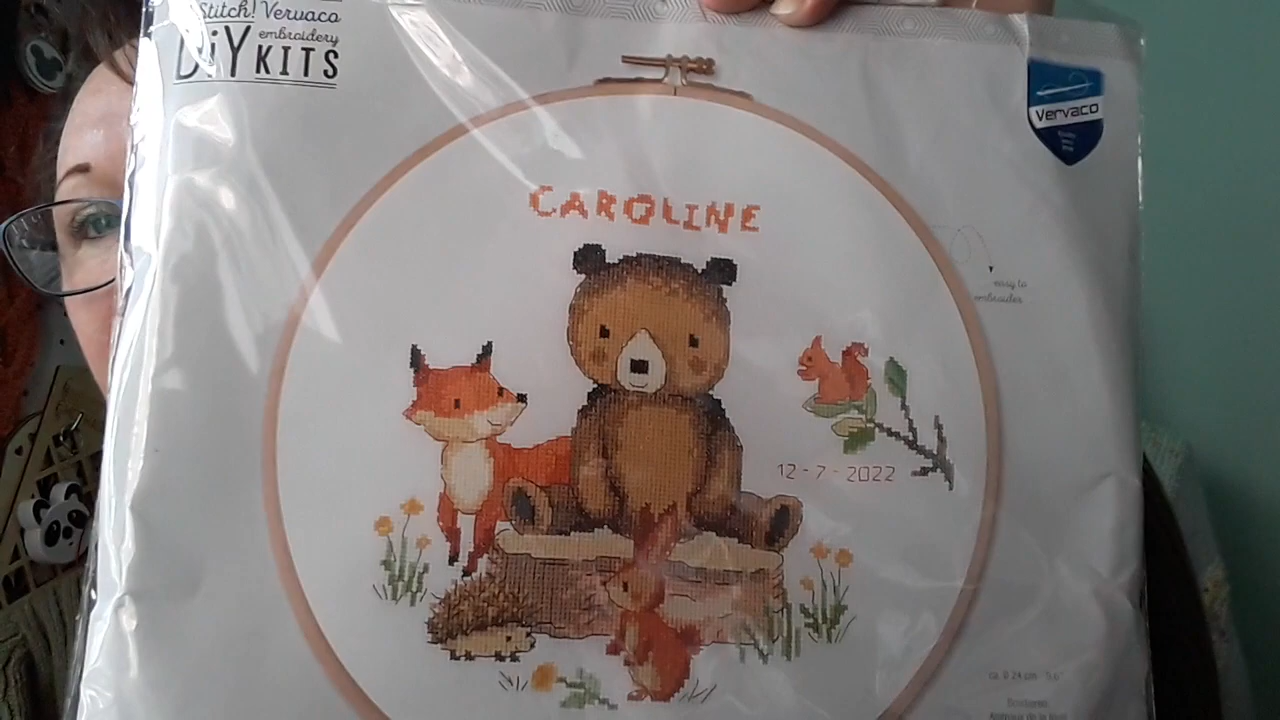 Stitch! Vervaco
embroidery
DiY KITS
Vervaco
CAROLINE
easy to
embroider
12-7-2022